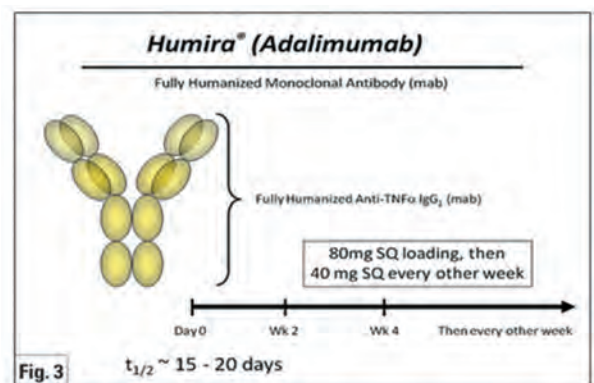 Humira® (Adalimumab)
Fully Humanized Monoclonal Antibody (mab)
Fully Humanized Anti-TNFα IgG₁ (mab)
80mg SQ loading, then
40 mg SQ every other week
Day 0 Wk 2 Wk 4 Then every other week
Fig. 3 t₁/₂ ~ 15 - 20 days